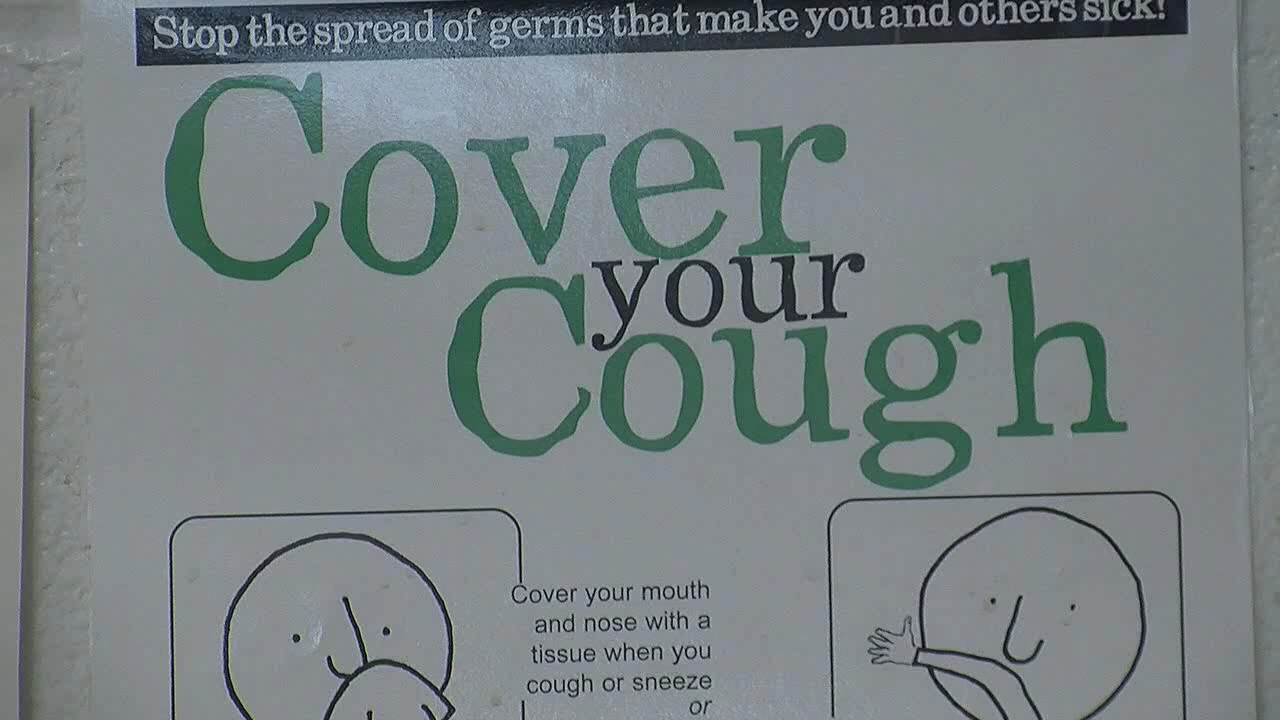 Stop the spread of germs that make you and others sick!
Cover
your
Cough
Cover your mouth
and nose with a
tissue when you
cough or sneeze
or